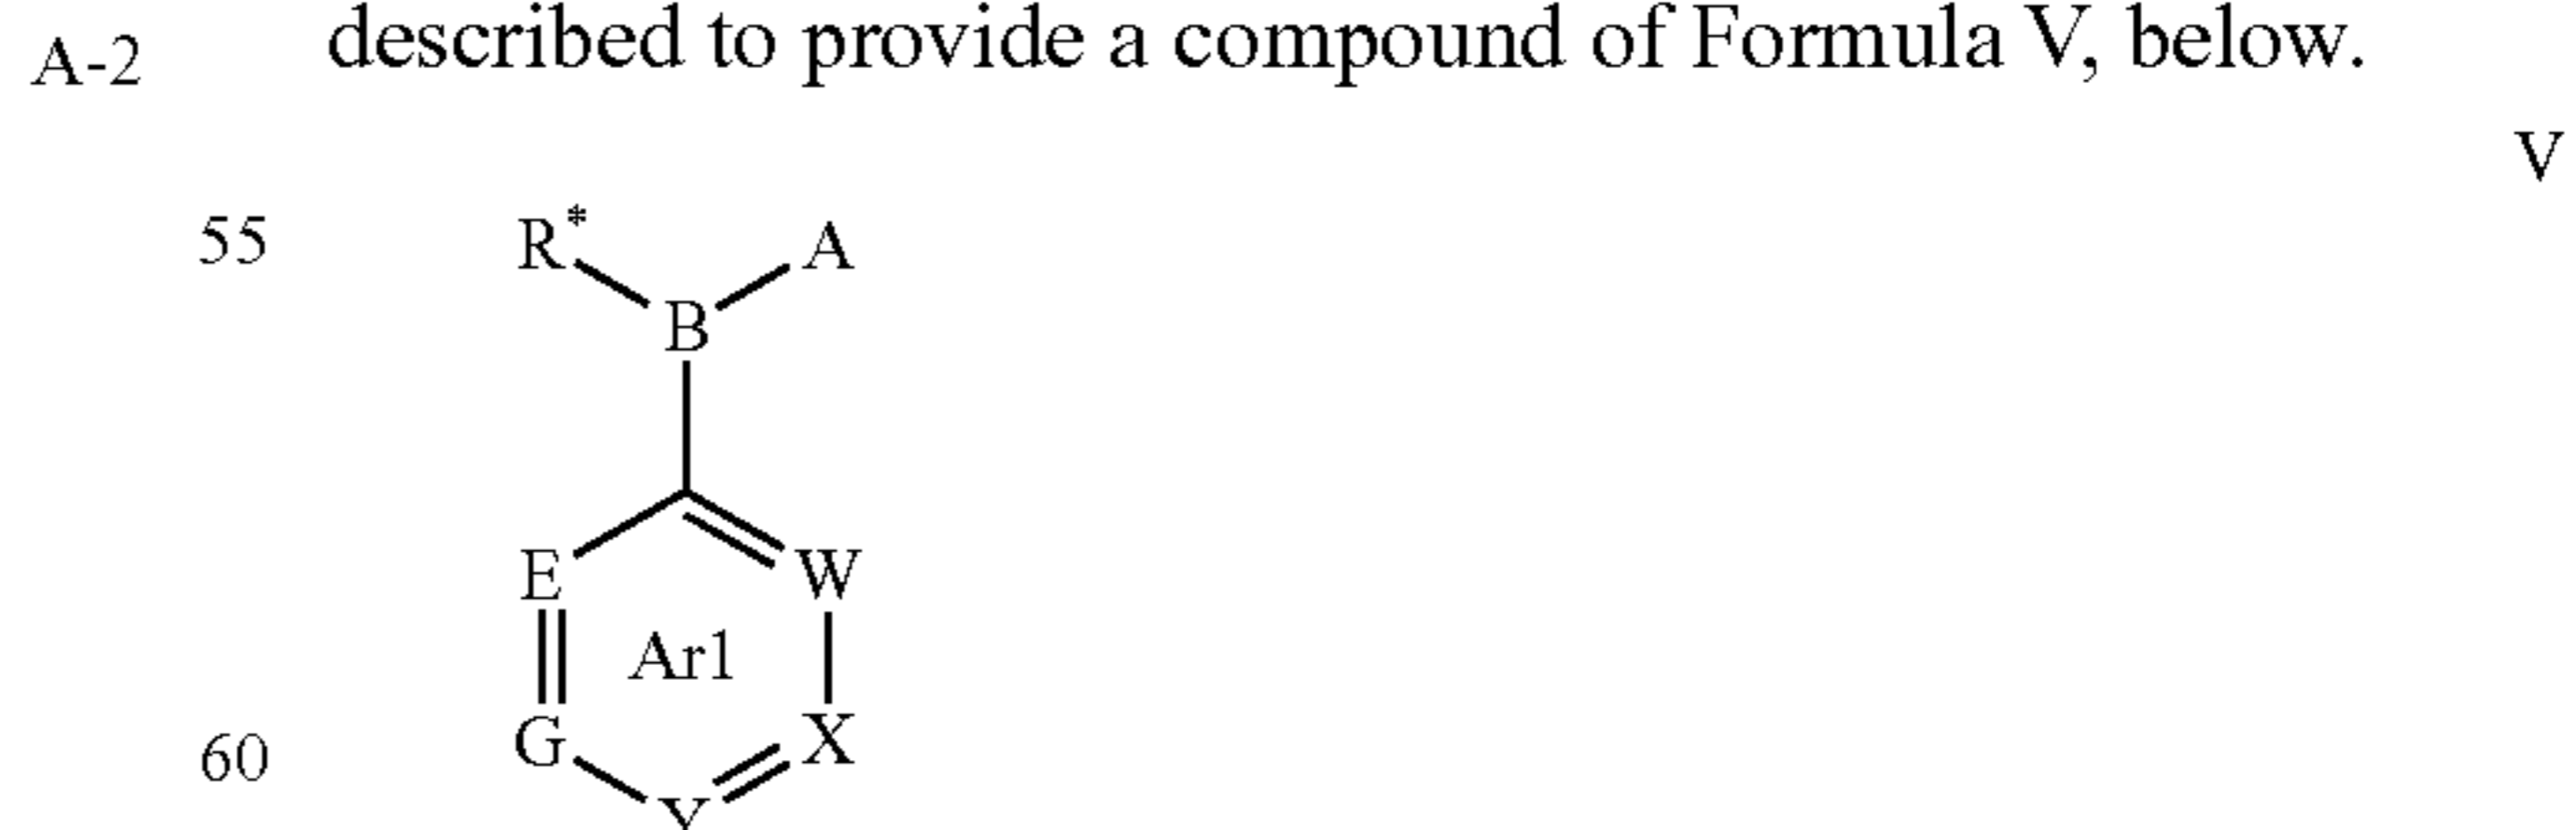 A-2 described to provide a compound of Formula V, below.
V
55 R* A
B
E W
Ar1
60 G X
Y